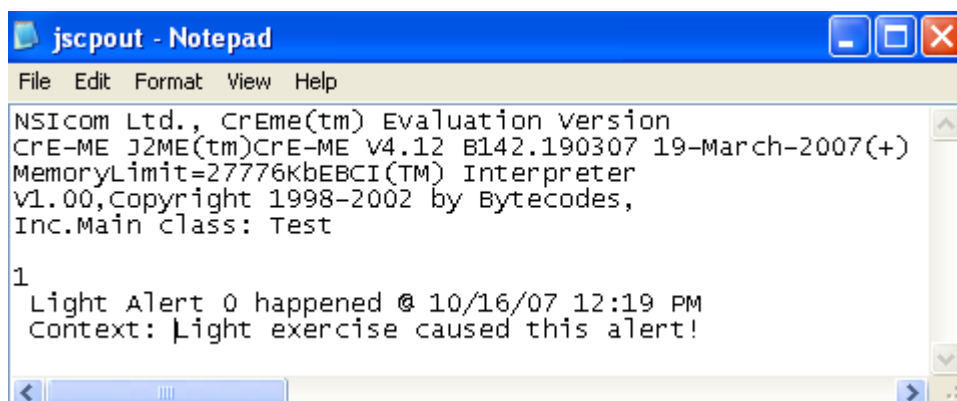 jscpout - Notepad
File Edit Format View Help
NSIcom Ltd., CrEme(tm) Evaluation Version
CrE-ME J2ME(tm)CrE-ME V4.12 B142.190307 19-March-2007(+)
MemoryLimit=27776KbEBCI(TM) Interpreter
V1.00,Copyright 1998-2002 by Bytecodes,
Inc.Main class: Test
1
Light Alert 0 happened @ 10/16/07 12:19 PM
Context: Light exercise caused this alert!